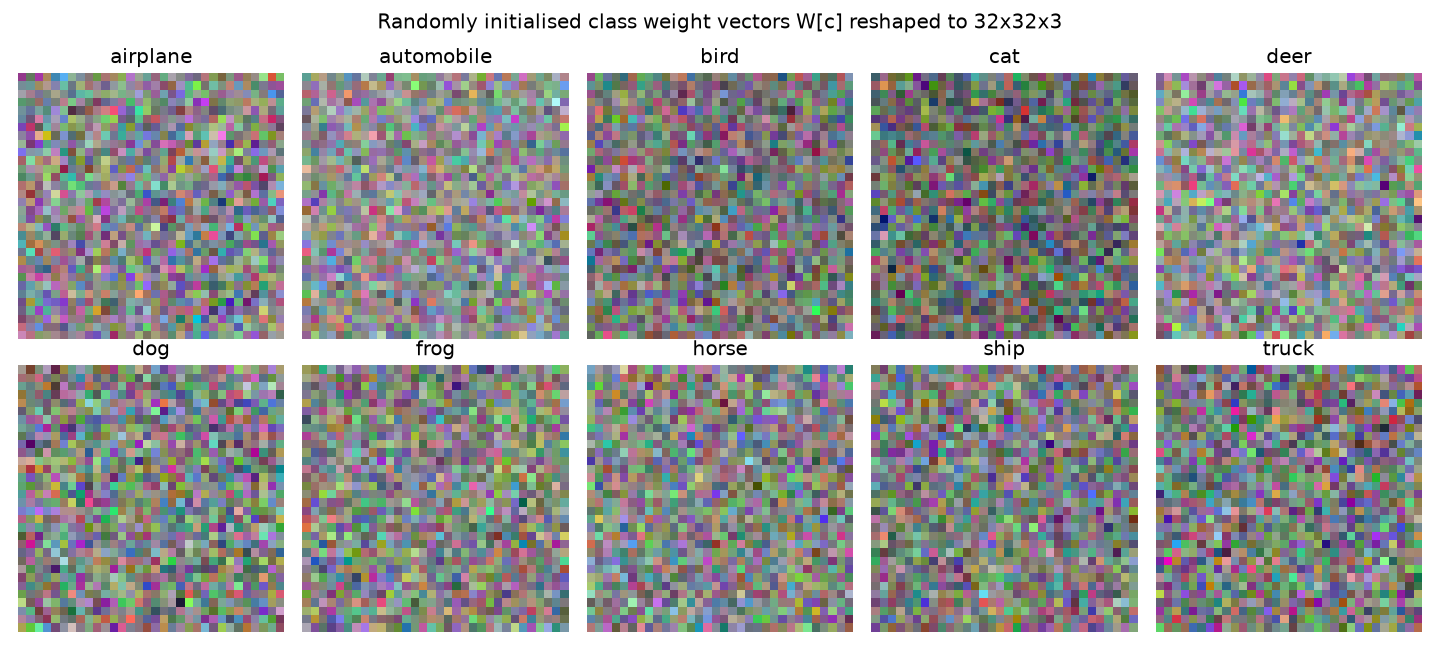 Randomly initialised class weight vectors W[c] reshaped to 32x32x3
airplane
automobile
bird
cat
deer
dog
frog
horse
ship
truck